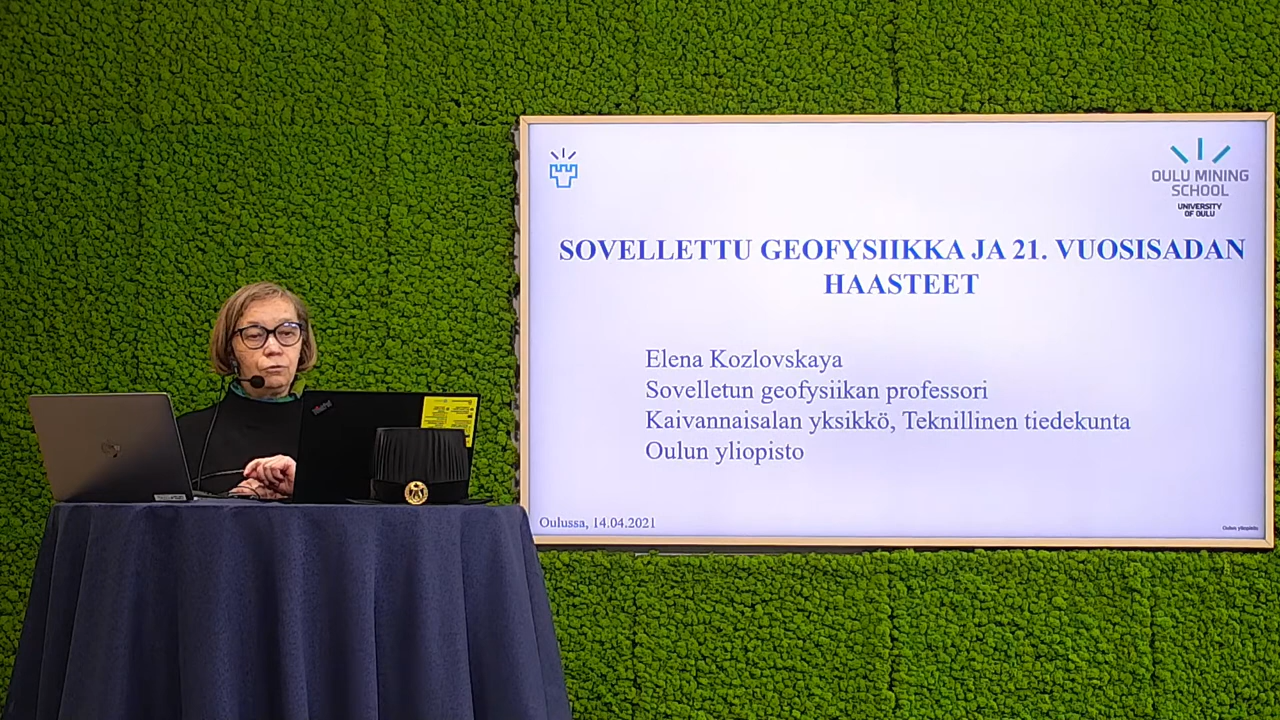 OULU MINING
SCHOOL
UNIVERSITY
OF OULU
SOVELLETTU GEOFYSIIKKA JA 21. VUOSISADAN
HAASTEET
Elena Kozlovskaya
Sovelletun geofysiikan professori
Kaivannaisalan yksikkö, Teknillinen tiedekunta
Oulun yliopisto
Oulussa, 14.04.2021
Oulun yliopisto